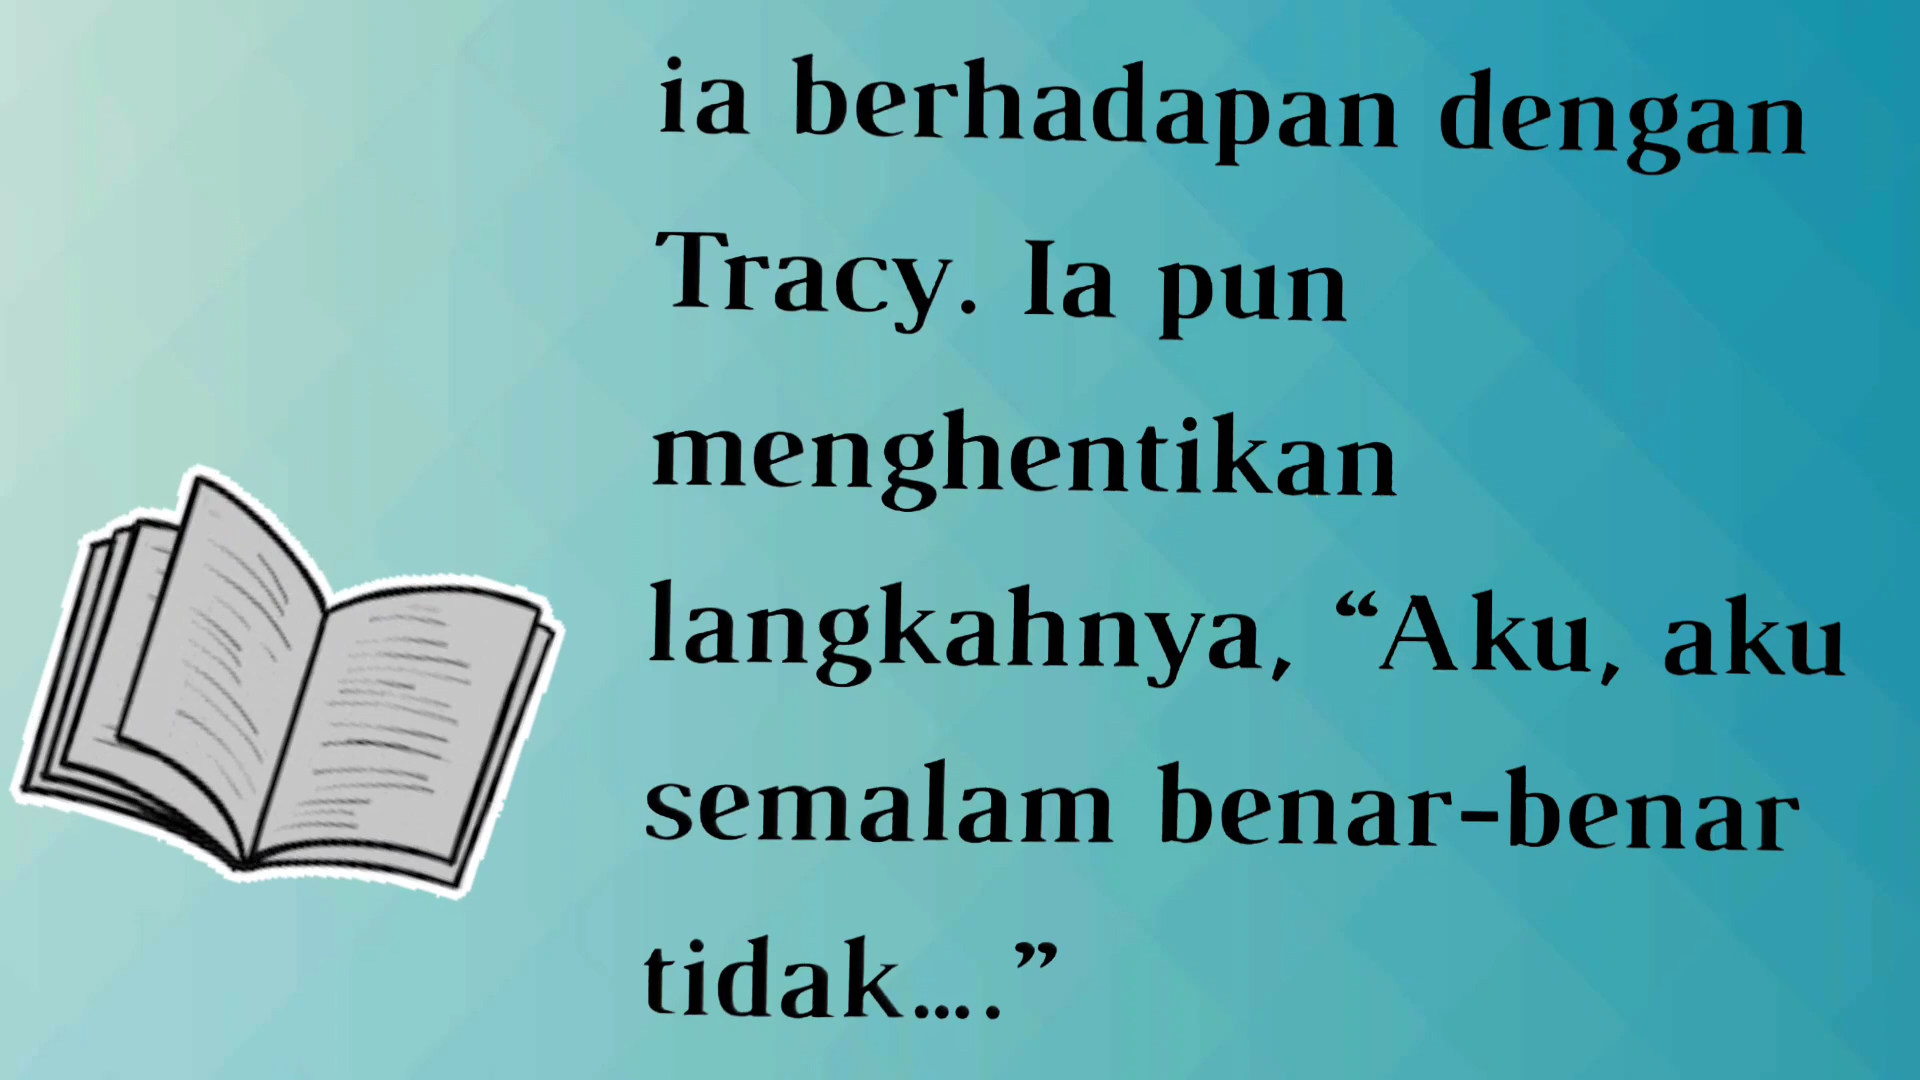 ia berhadapan dengan
Tracy. Ia pun
menghentikan
langkahnya, “Aku, aku
semalam benar-benar
tidak….”